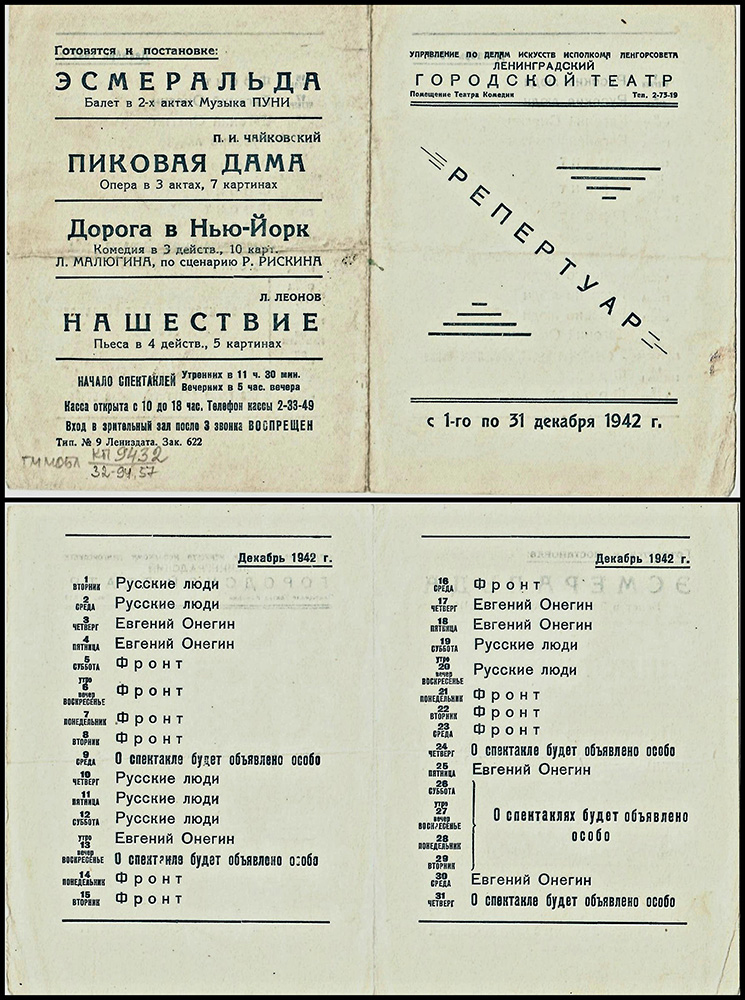 Готовятся к постановке:
ЭСМЕРАЛЬДА
Балет в 2-х актах Музыка ПУНИ
П. И. ЧАЙКОВСКИЙ
ПИКОВАЯ ДАМА
Опера в 3 актах, 7 картинах
Дорога в Нью-Йорк
Комедия в 3 действ., 10 карт.
Л. МАЛЮГИНА, по сценарию Р. РИСКИНА
Л. ЛЕОНОВ
НАШЕСТВИЕ
Пьеса в 4 действ., 5 картинах
НАЧАЛО СПЕКТАКЛЕЙ Утренних в 11 ч. 30 мин.
Вечерних в 5 час. вечера
Касса открыта с 10 до 18 час. Телефон кассы 2-33-49
Вход в зрительный зал после 3 звонка ВОСПРЕЩЕН
Тип. № 9 Лениздата. Зак. 622
ГММОБЛ КП 9432
32-94, 57
УПРАВЛЕНИЕ ПО ДЕЛАМ ИСКУССТВ ИСПОЛКОМА ЛЕНГОРСОВЕТА
ЛЕНИНГРАДСКИЙ
ГОРОДСКОЙ ТЕАТР
Помещение Театра Комедия Тел. 2-75-19
РЕПЕРТУАР
с 1-го по 31 декабря 1942 г.
Декабрь 1942 г.
1 ВТОРНИК Русские люди
2 СРЕДА Русские люди
3 ЧЕТВЕРГ Евгений Онегин
4 ПЯТНИЦА Евгений Онегин
5 СУББОТА Фронт
утро
6 вечер ВОСКРЕСЕНЬЕ Фронт
7 ПОНЕДЕЛЬНИК Фронт
8 ВТОРНИК Фронт
9 СРЕДА О спектакле будет объявлено особо
10 ЧЕТВЕРГ Русские люди
11 ПЯТНИЦА Русские люди
12 СУББОТА Русские люди
утро Евгений Онегин
13 вечер ВОСКРЕСЕНЬЕ О спектакле будет объявлено особо
14 ПОНЕДЕЛЬНИК Фронт
15 ВТОРНИК Фронт
Декабрь 1942 г.
16 СРЕДА Фронт
17 ЧЕТВЕРГ Евгений Онегин
18 ПЯТНИЦА Евгений Онегин
19 СУББОТА Русские люди
утро
20 вечер ВОСКРЕСЕНЬЕ Русские люди
21 ПОНЕДЕЛЬНИК Фронт
22 ВТОРНИК Фронт
23 СРЕДА Фронт
24 ЧЕТВЕРГ О спектакле будет объявлено особо
25 ПЯТНИЦА Евгений Онегин
26 СУББОТА
утро
27 вечер ВОСКРЕСЕНЬЕ О спектаклях будет объявлено
особо
28 ПОНЕДЕЛЬНИК
29 ВТОРНИК
30 СРЕДА Евгений Онегин
31 ЧЕТВЕРГ О спектакле будет объявлено особо